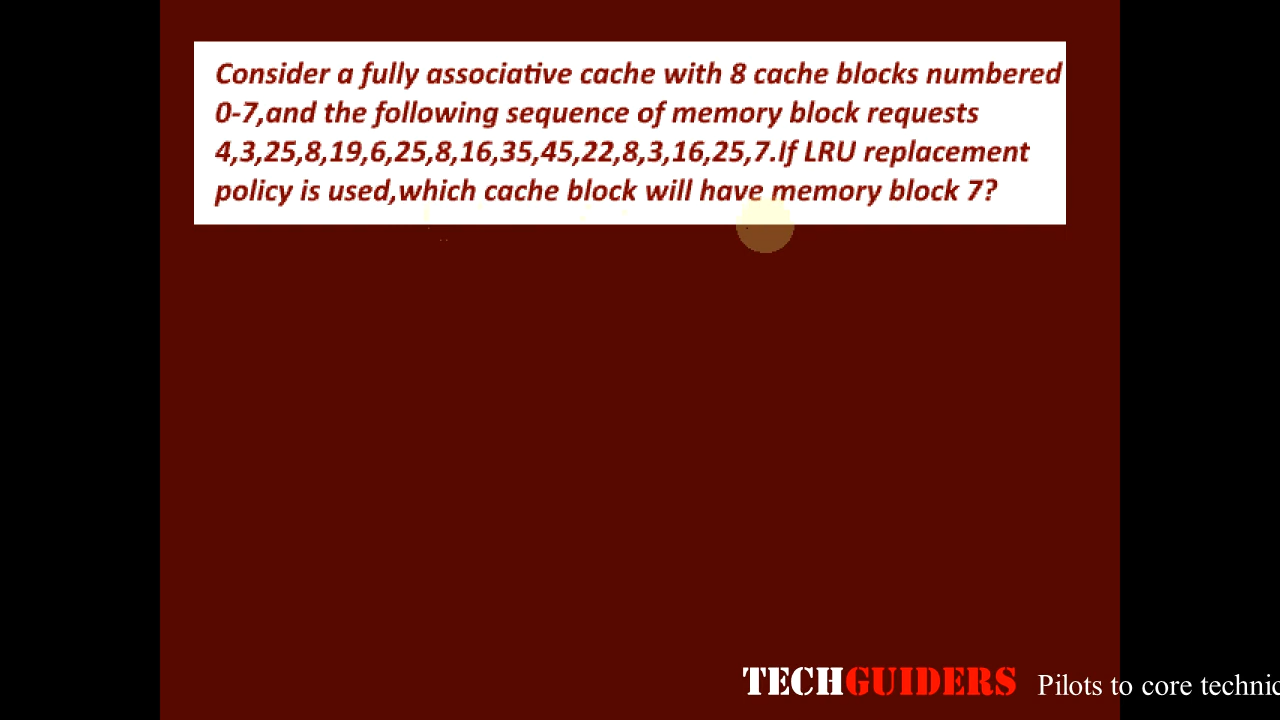 Consider a fully associative cache with 8 cache blocks numbered
0-7,and the following sequence of memory block requests
4,3,25,8,19,6,25,8,16,35,45,22,8,3,16,25,7.If LRU replacement
policy is used,which cache block will have memory block 7?
TECHGUIDERS Pilots to core technic